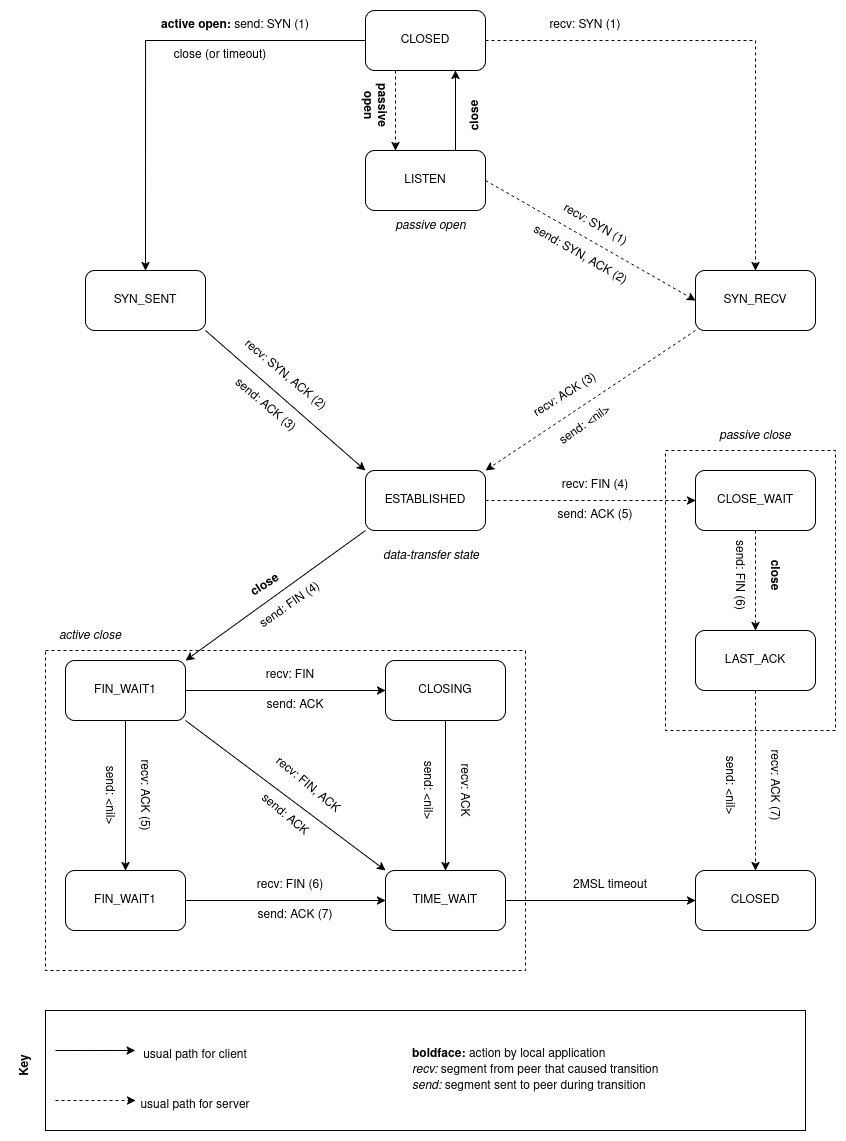 active open: send: SYN (1)
close (or timeout)
CLOSED
recv: SYN (1)
passive
open
close
LISTEN
passive open
recv: SYN (1)
send: SYN, ACK (2)
SYN_SENT
SYN_RECV
recv: SYN, ACK (2)
send: ACK (3)
recv: ACK (3)
send: <nil>
passive close
ESTABLISHED
data-transfer state
recv: FIN (4)
send: ACK (5)
CLOSE_WAIT
send: FIN (6)
close
close
send: FIN (4)
LAST_ACK
active close
FIN_WAIT1
recv: FIN
send: ACK
CLOSING
send: <nil>
recv: ACK (5)
recv: FIN, ACK
send: ACK
send: <nil>
recv: ACK
send: <nil>
recv: ACK (7)
FIN_WAIT1
recv: FIN (6)
send: ACK (7)
TIME_WAIT
2MSL timeout
CLOSED
Key
usual path for client
usual path for server
boldface: action by local application
recv: segment from peer that caused transition
send: segment sent to peer during transition